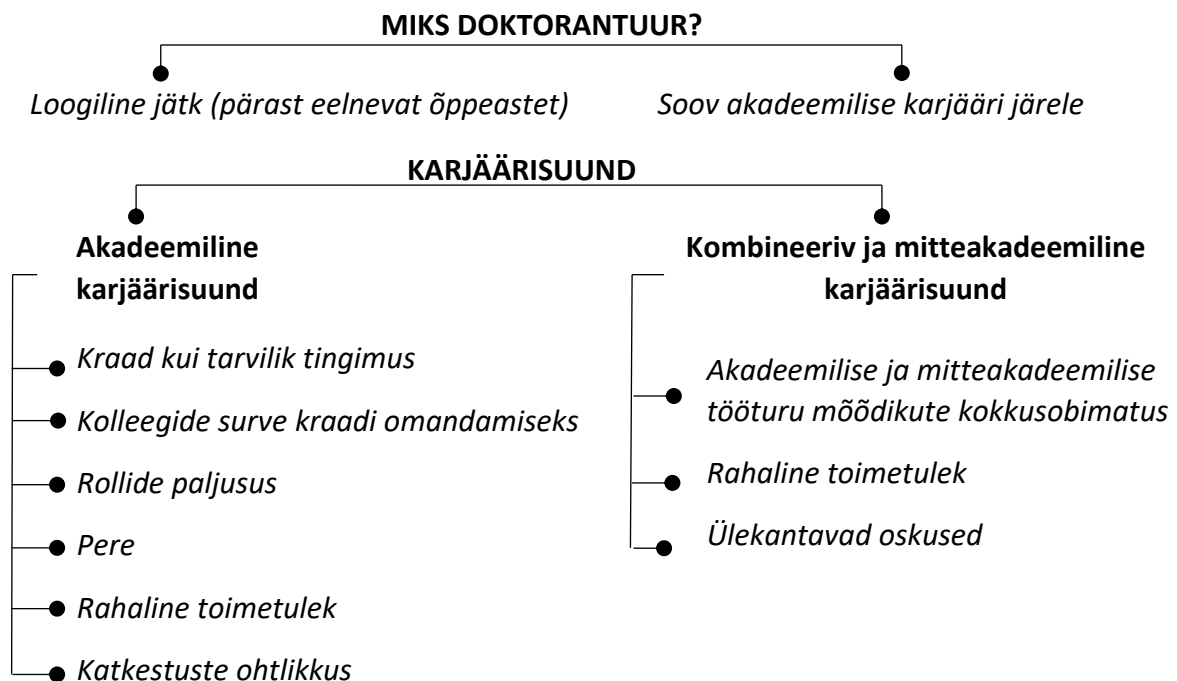 MIKS DOKTORANTUUR?
Loogiline jätk (pärast eelnevat õppeastet)
Soov akadeemilise karjääri järele
KARJÄÄRISUUND
Akadeemiline
karjäärisuund
Kraad kui tarvilik tingimus
Kolleegide surve kraadi omandamiseks
Rollide paljusus
Pere
Rahaline toimetulek
Katkestuste ohtlikkus
Kombineeriv ja mitteakadeemiline
karjäärisuund
Akadeemilise ja mitteakadeemilise
tööturu mõõdikute kokkusobimatus
Rahaline toimetulek
Ülekantavad oskused